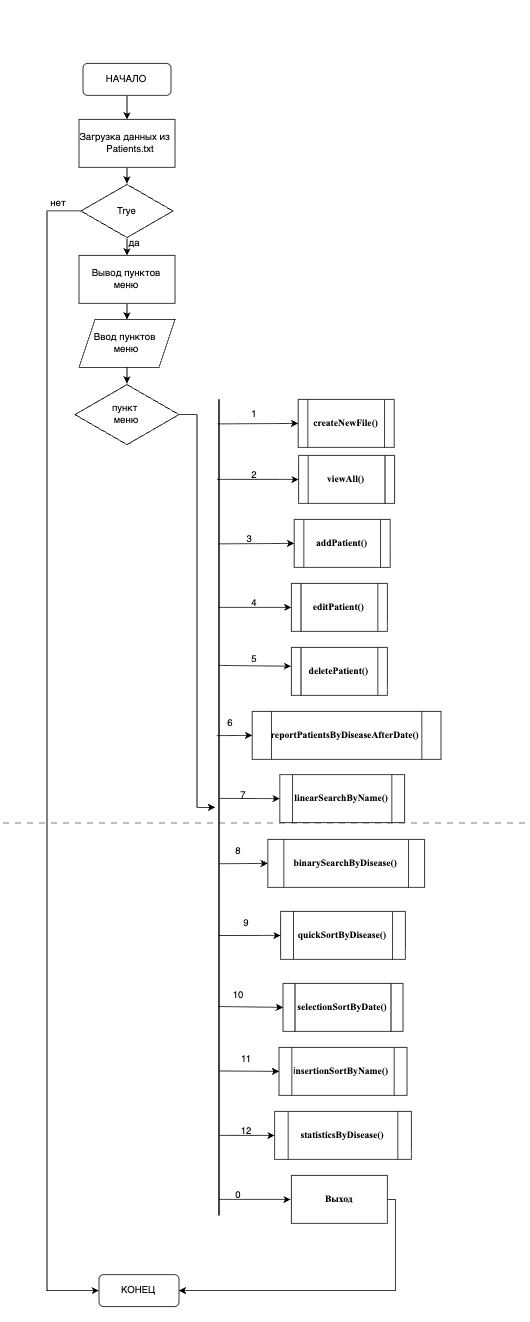 НАЧАЛО
Загрузка данных из
Patients.txt
нет
Trye
да
Вывод пунктов
меню
Ввод пунктов
меню
пункт
меню
1
createNewFile()
2
viewAll()
3
addPatient()
4
editPatient()
5
deletePatient()
6
reportPatientsByDiseaseAfterDate()
7
linearSearchByName()
8
binarySearchByDisease()
9
quickSortByDisease()
10
selectionSortByDate()
11
insertionSortByName()
12
statisticsByDisease()
0
Выход
КОНЕЦ